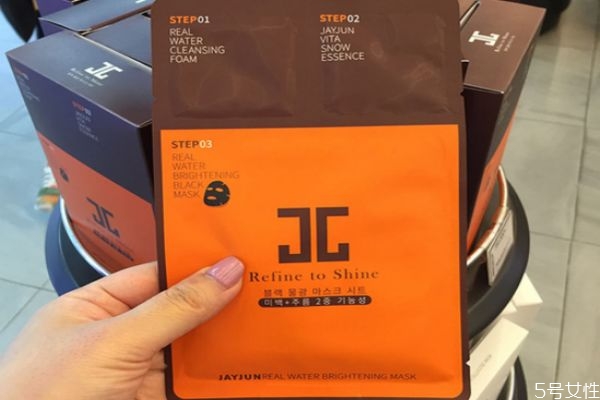 STEP01
REAL
WATER
CLEANSING
FOAM
STEP02
JAYJUN
VITA
SNOW
ESSENCE
STEP03
REAL
WATER
BRIGHTENING
BLACK
MASK
Refine to Shine
블랙 물광 마스크 시트
미백+주름 2중 기능성
JAYJUN REAL WATER BRIGHTENING MASK
5号女性